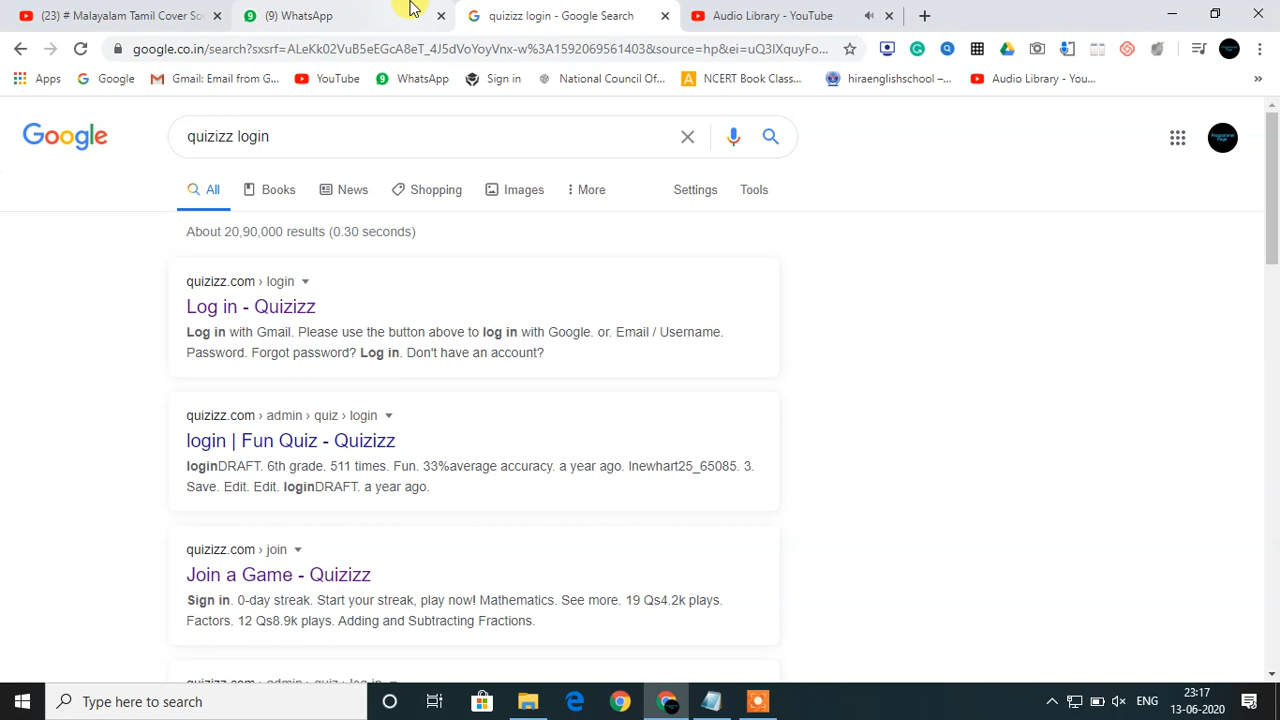 (23) # Malayalam Tamil Cover So
(9) WhatsApp
quizizz login - Google Search
Audio Library - YouTube
google.co.in/search?sxsrf=ALeKk02VuB5eEGcA8eT_4J5dVoYoyVnx-w%3A1592069561403&source=hp&ei=uQ3lXquyFo...
Apps
Google
Gmail: Email from G...
YouTube
9 WhatsApp
Sign in
National Council Of...
NCERT Book Class...
hiraenglishschool –...
Audio Library - You...
»
Google
quizizz login
All
Books
News
Shopping
Images
More
Settings
Tools
About 20,90,000 results (0.30 seconds)
quizizz.com › login
Log in - Quizizz
Log in with Gmail. Please use the button above to log in with Google. or. Email / Username.
Password. Forgot password? Log in. Don't have an account?
quizizz.com › admin › quiz › login
login | Fun Quiz - Quizizz
loginDRAFT. 6th grade. 511 times. Fun. 33%average accuracy. a year ago. lnewhart25_65085. 3.
Save. Edit. Edit. loginDRAFT. a year ago.
quizizz.com › join
Join a Game - Quizizz
Sign in. 0-day streak. Start your streak, play now! Mathematics. See more. 19 Qs4.2k plays.
Factors. 12 Qs8.9k plays. Adding and Subtracting Fractions.
Type here to search
ENG
23:17
13-06-2020